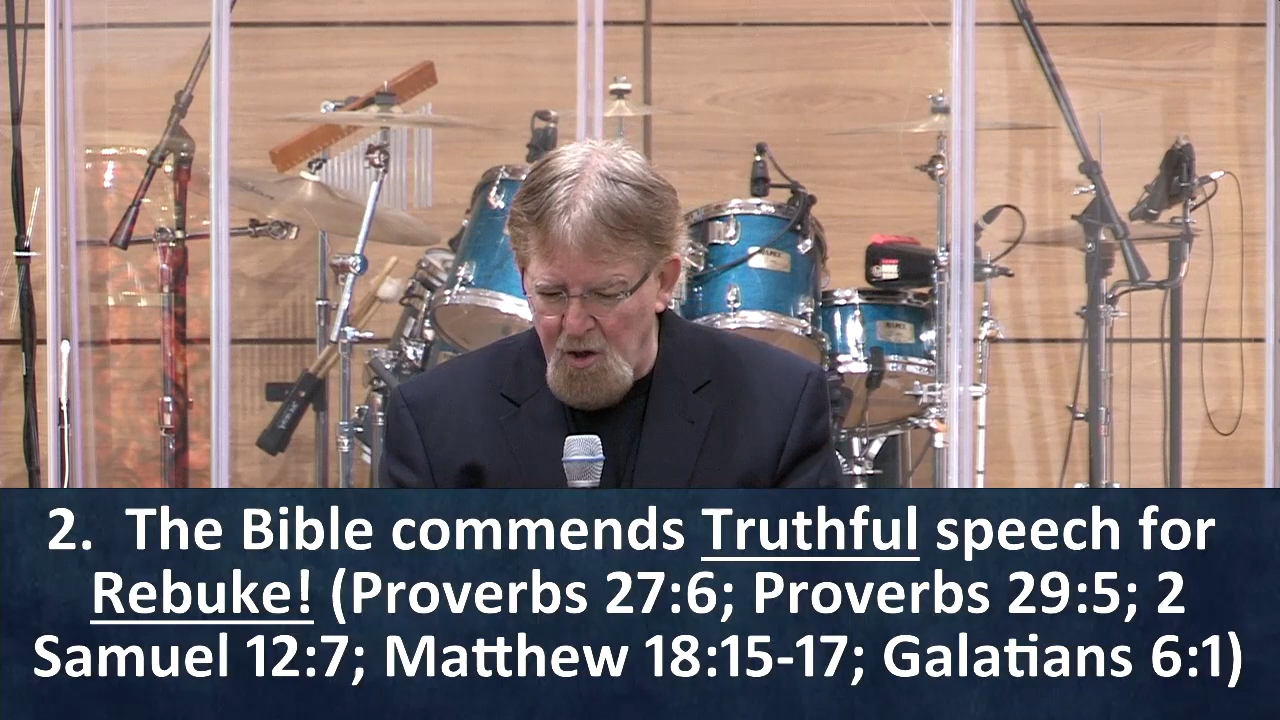 2.  The Bible commends Truthful speech for
Rebuke! (Proverbs 27:6; Proverbs 29:5; 2
Samuel 12:7; Matthew 18:15-17; Galatians 6:1)